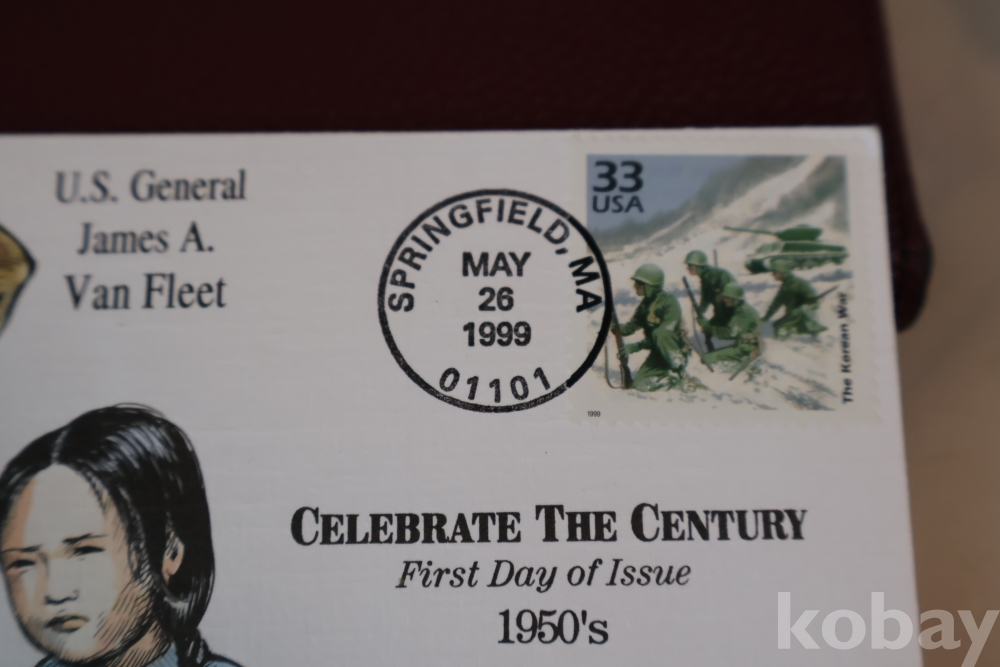 U.S. General
James A.
Van Fleet
SPRINGFIELD, MA
MAY
26
1999
01101
33
USA
The Korean War
1999
CELEBRATE THE CENTURY
First Day of Issue
1950's
kobay